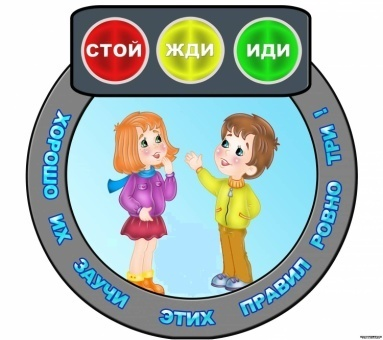 СТОЙ
ЖДИ
ИДИ
ХОРОШО ИХ ЗАУЧИ ЭТИХ ПРАВИЛ РОВНО ТРИ!